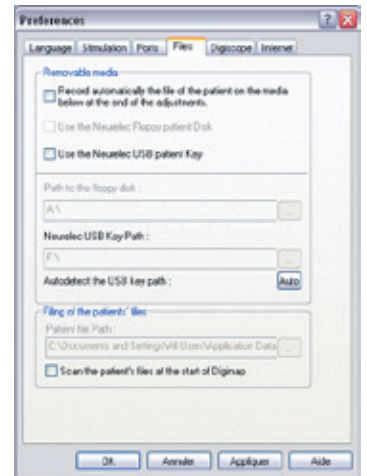 Preferences
Language Stimulation Ports Files Digiscope Internet
Removable media
Record automatically the file of the patient on the media
below at the end of the adjustments.
Use the Neurelec Floppy patient Disk
Use the Neurelec USB patient Key
Path to the floppy disk :
A:\
...
Neurelec USB Key Path :
F:\
...
Autodetect the USB key path :
Auto
Filing of the patients' files
Patient file Path :
C:\Documents and Settings\All Users\Application Data
...
Scan the patient's files at the start of Digimap
OK Annuler Appliquer Aide